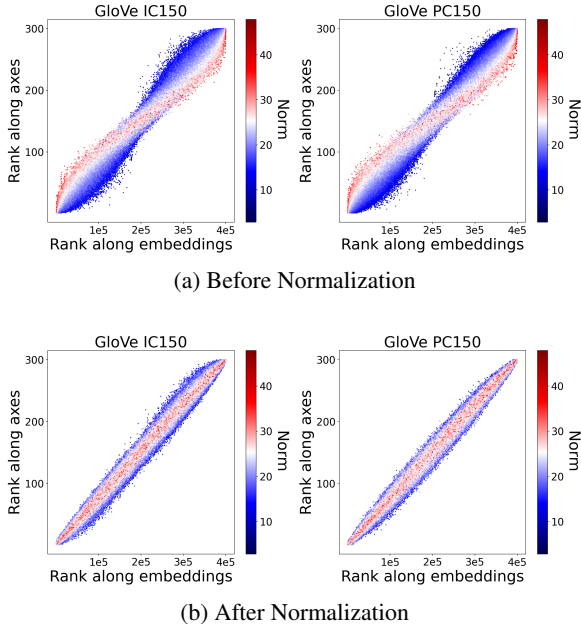 GloVe IC150
GloVe PC150
300
200
100
Rank along axes
1e5 2e5 3e5 4e5
Rank along embeddings
40
30
20
10
Norm
300
200
100
Rank along axes
1e5 2e5 3e5 4e5
Rank along embeddings
40
30
20
10
Norm
(a) Before Normalization
GloVe IC150
GloVe PC150
300
200
100
Rank along axes
1e5 2e5 3e5 4e5
Rank along embeddings
40
30
20
10
Norm
300
200
100
Rank along axes
1e5 2e5 3e5 4e5
Rank along embeddings
40
30
20
10
Norm
(b) After Normalization